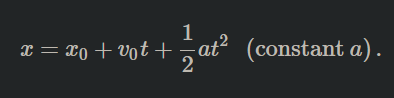 x = x₀ + v₀t + ½at² (constant a).